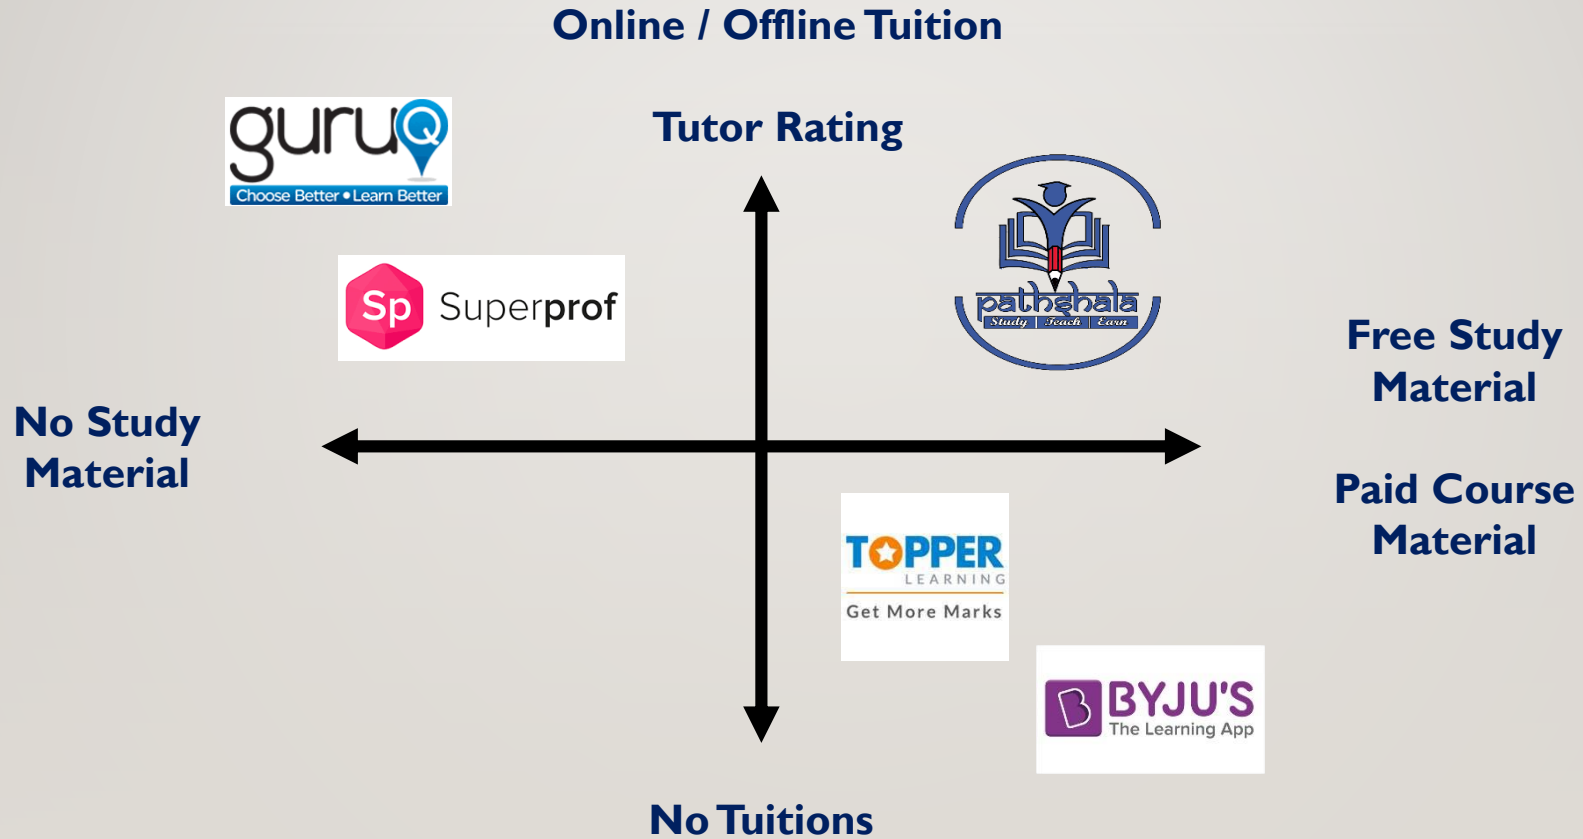 Online / Offline Tuition
Tutor Rating
guruQ
Choose Better • Learn Better
Sp Superprof
pathshala
Study | Teach | Earn
Free Study
Material
No Study
Material
Paid Course
Material
TOPPER
LEARNING
Get More Marks
B BYJU'S
The Learning App
No Tuitions